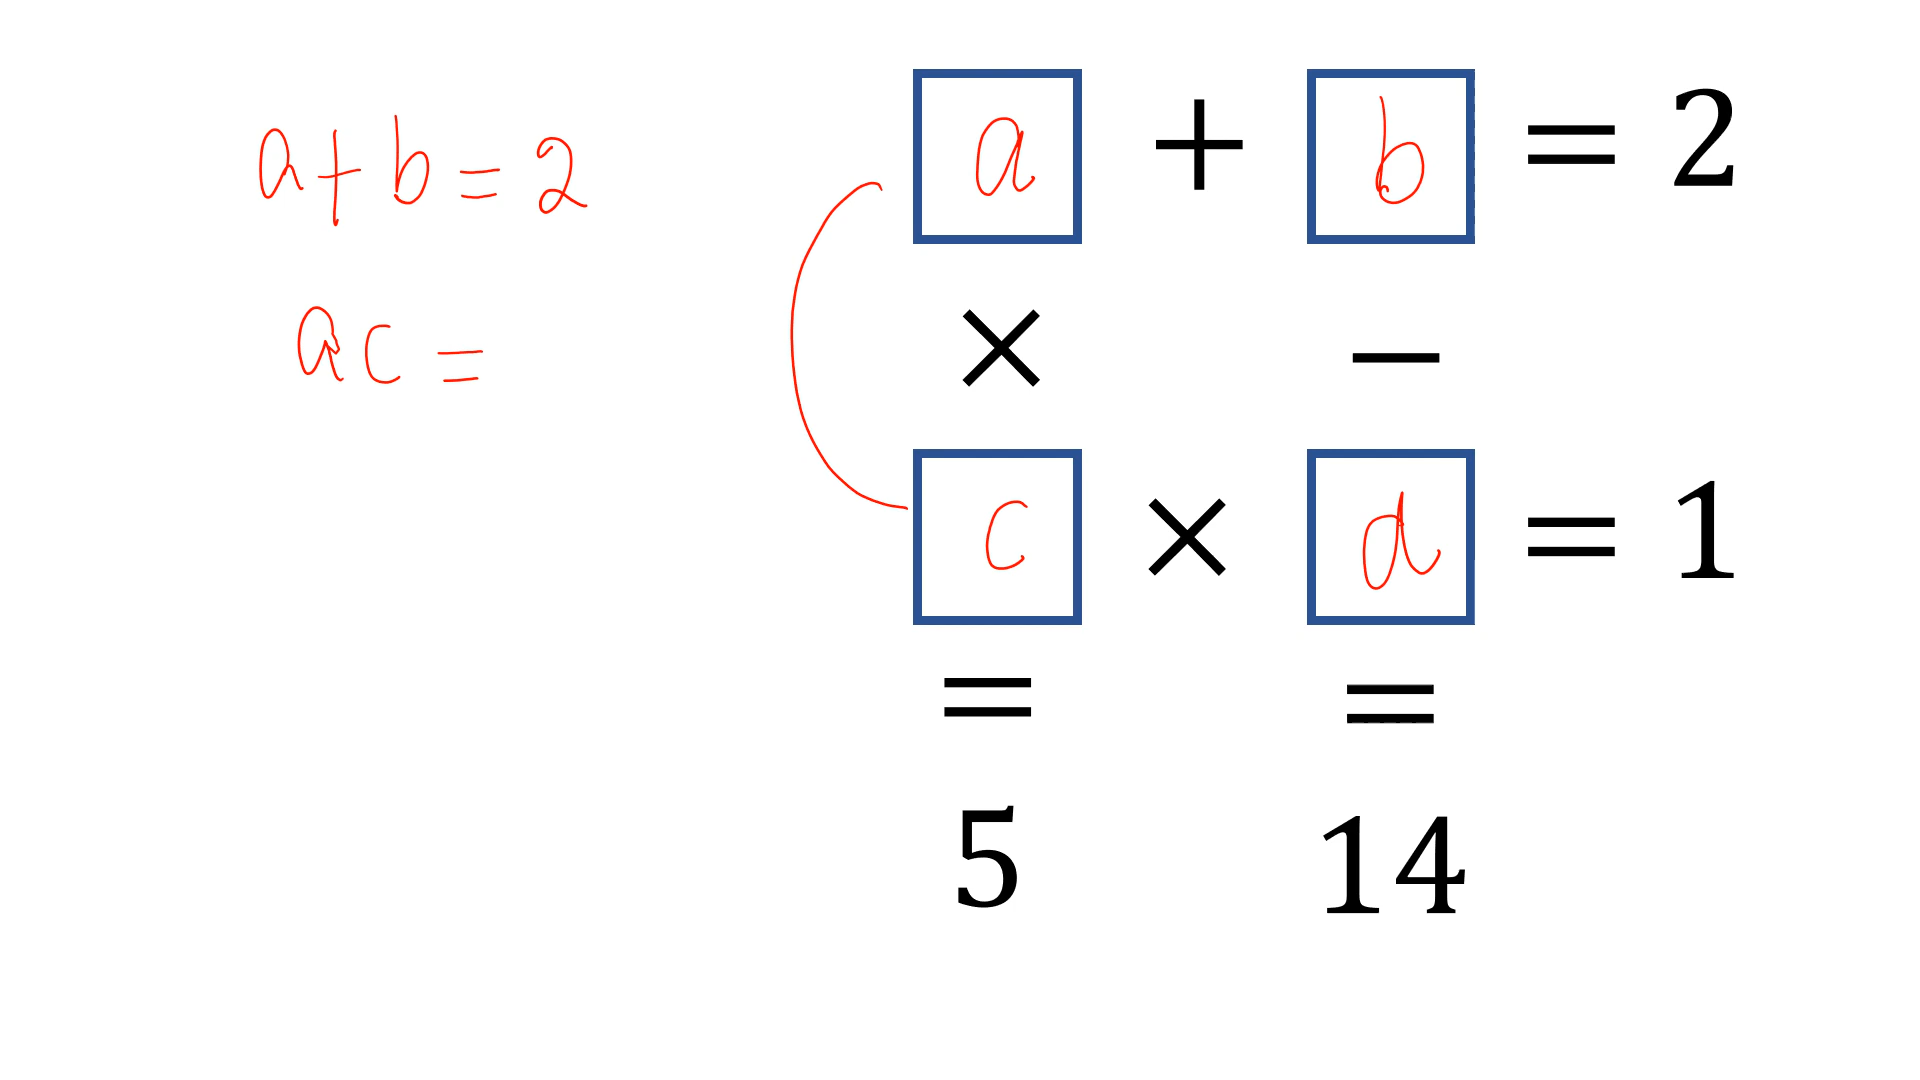 a + b = 2
ac =
a + b = 2
× −
c × d = 1
= =
5 14